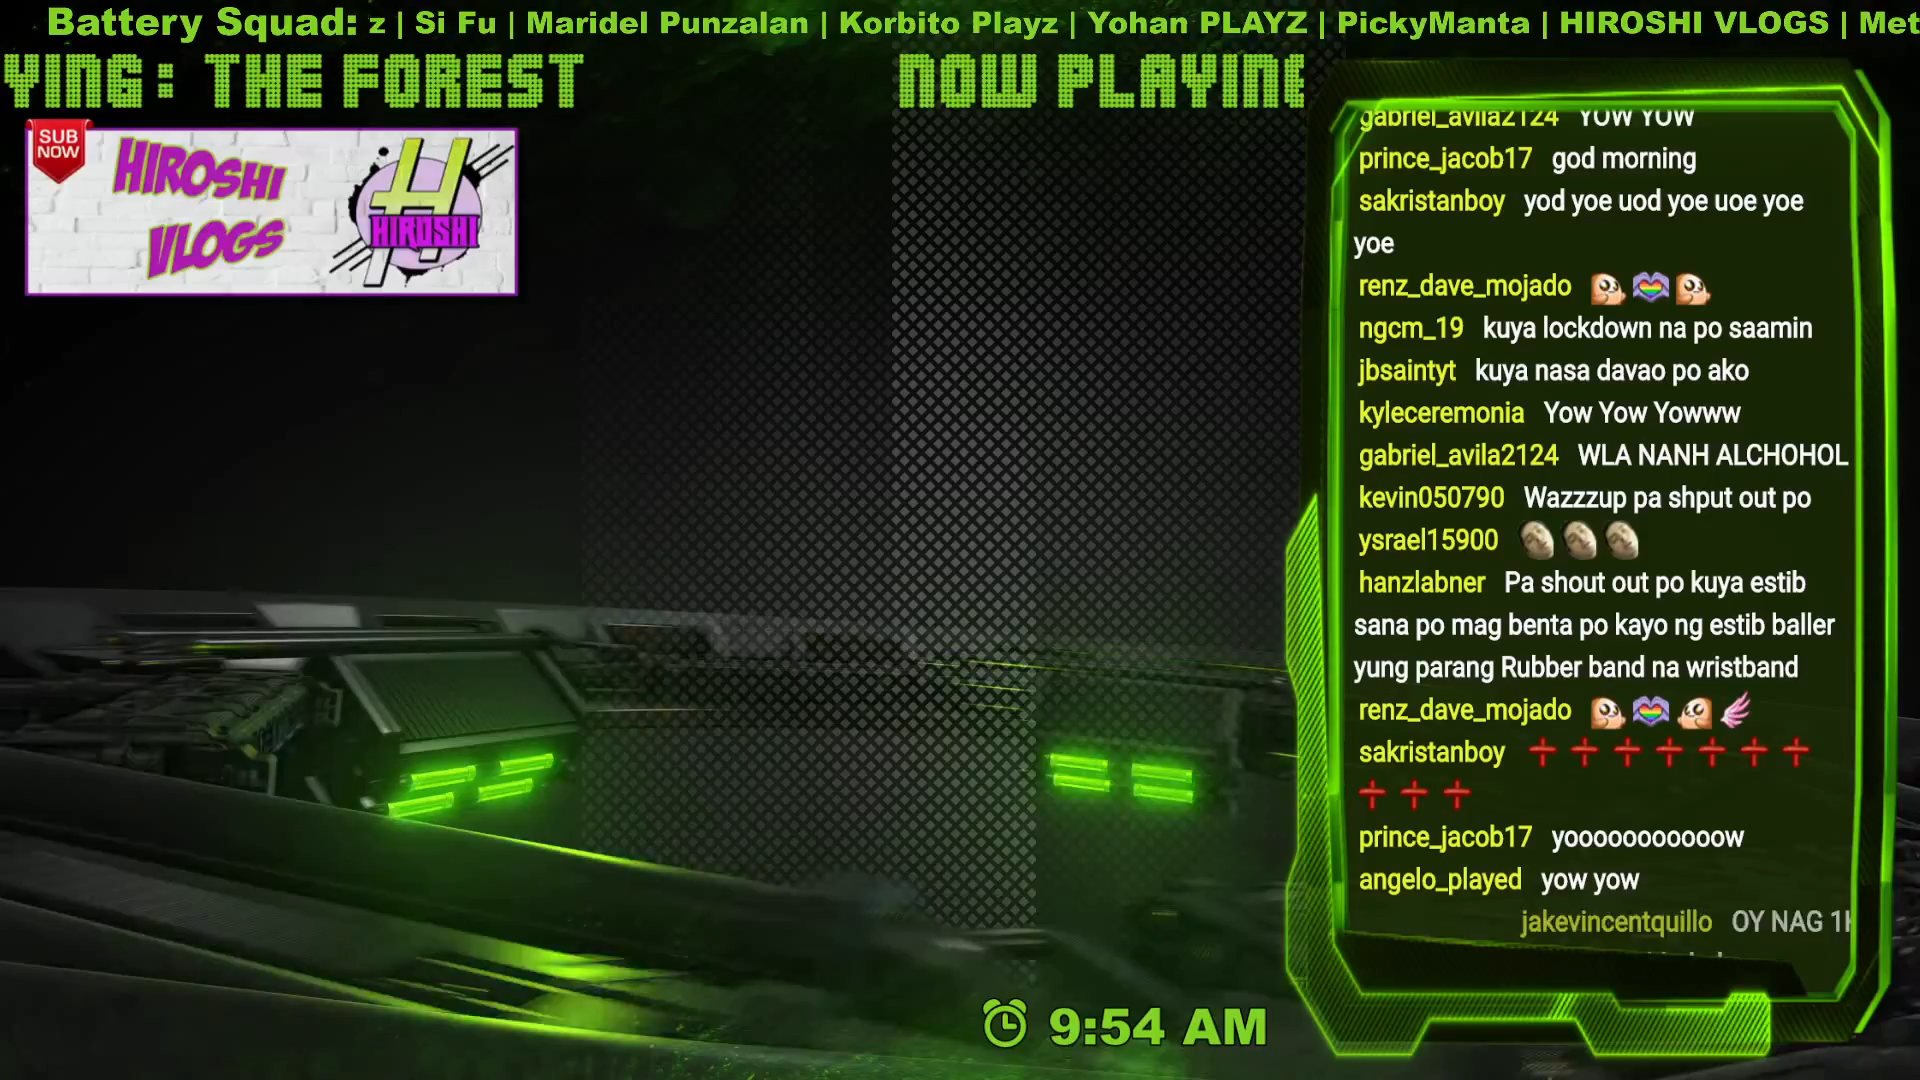 Battery Squad: z | Si Fu | Maridel Punzalan | Korbito Playz | Yohan PLAYZ | PickyManta | HIROSHI VLOGS | Met
YING: THE FOREST
NOW PLAYING
SUB
NOW
HIROSHI
VLOGS
H
HIROSHI
gabriel_avila2124 YOW YOW
prince_jacob17 god morning
sakristanboy yod yoe uod yoe uoe yoe
yoe
renz_dave_mojado
ngcm_19 kuya lockdown na po saamin
jbsaintyt kuya nasa davao po ako
kyleceremonia Yow Yow Yowww
gabriel_avila2124 WLA NANH ALCHOHOL
kevin050790 Wazzzup pa shput out po
ysrael15900
hanzlabner Pa shout out po kuya estib
sana po mag benta po kayo ng estib baller
yung parang Rubber band na wristband
renz_dave_mojado
sakristanboy
prince_jacob17 yooooooooooow
angelo_played yow yow
jakevincentquillo OY NAG
9:54 AM